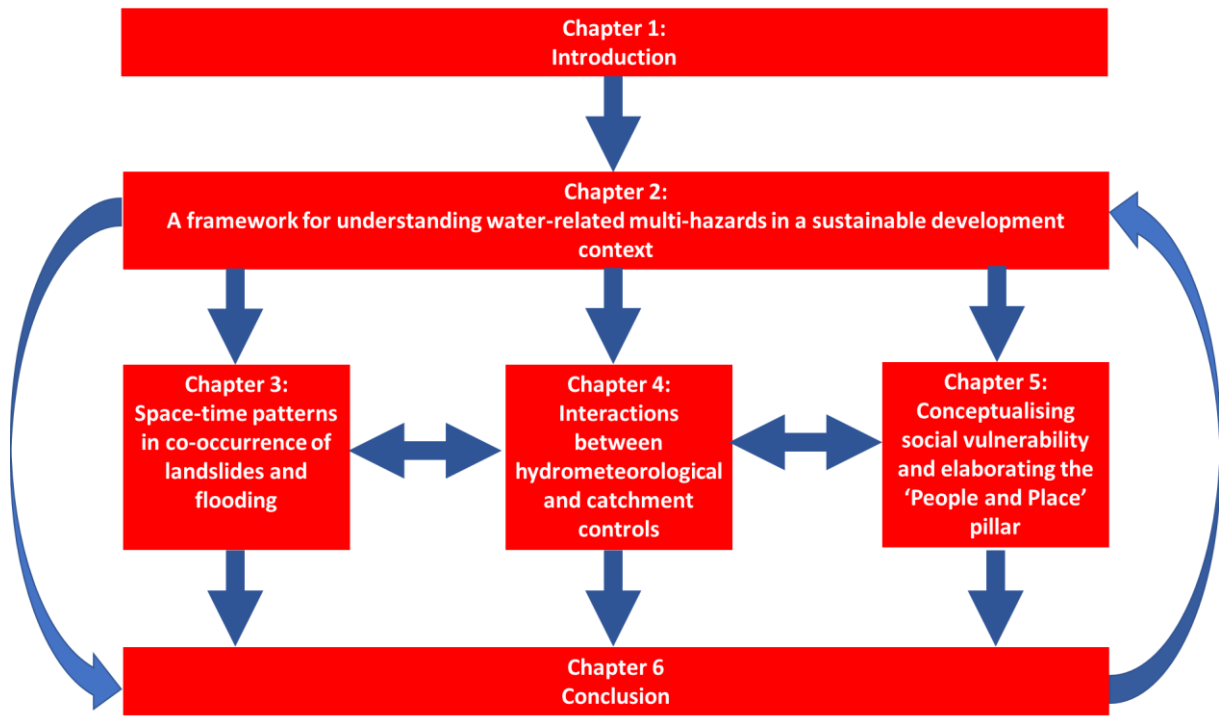 Chapter 1:
Introduction
Chapter 2:
A framework for understanding water-related multi-hazards in a sustainable development
context
Chapter 3:
Space-time patterns
in co-occurrence of
landslides and
flooding
Chapter 4:
Interactions
between
hydrometeorological
and catchment
controls
Chapter 5:
Conceptualising
social vulnerability
and elaborating the
‘People and Place’
pillar
Chapter 6
Conclusion